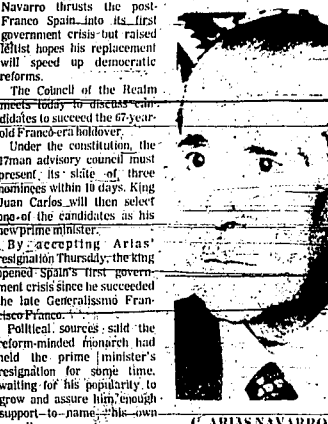 Navarro thrusts the post-
Franco Spain into its first
government crisis but raised
leftist hopes his replacement
will speed up democratic
reforms.
The Council of the Realm
meets today to discuss can-
didates to succeed the 67-year-
old Franco-era holdover.
Under the constitution, the
17man advisory council must
present its slate of three
nominees within 10 days. King
Juan Carlos will then select
one of the candidates as his
new prime minister.
By accepting Arias'
resignation Thursday, the king
opened Spain's first govern-
ment crisis since he succeeded
the late Generalissmo Fran-
cisco Franco.
Political sources said the
reform-minded monarch had
held the prime minister's
resignation for some time,
waiting for his popularity to
grow and assure him enough
support to name his own
C. ARIAS NAVARRO